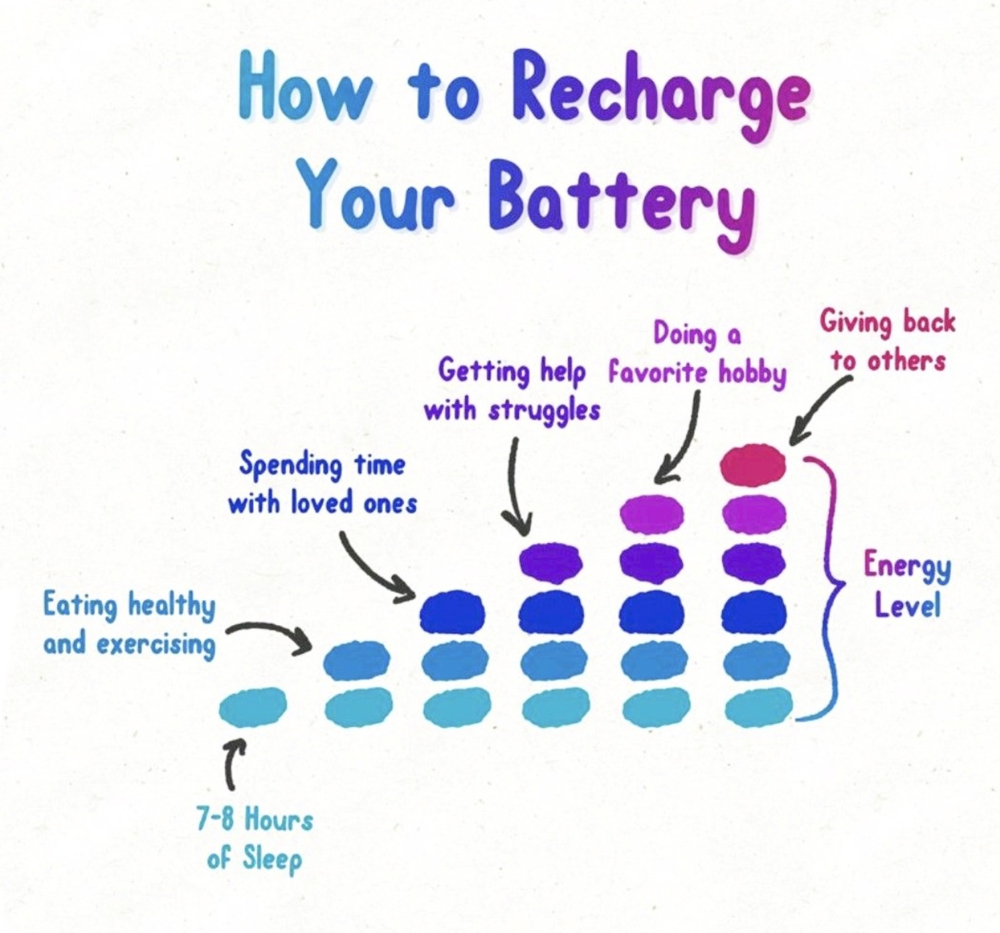 How to Recharge
Your Battery
Giving back
to others
Doing a
favorite hobby
Getting help
with struggles
Spending time
with loved ones
Eating healthy
and exercising
Energy
Level
7-8 Hours
of Sleep